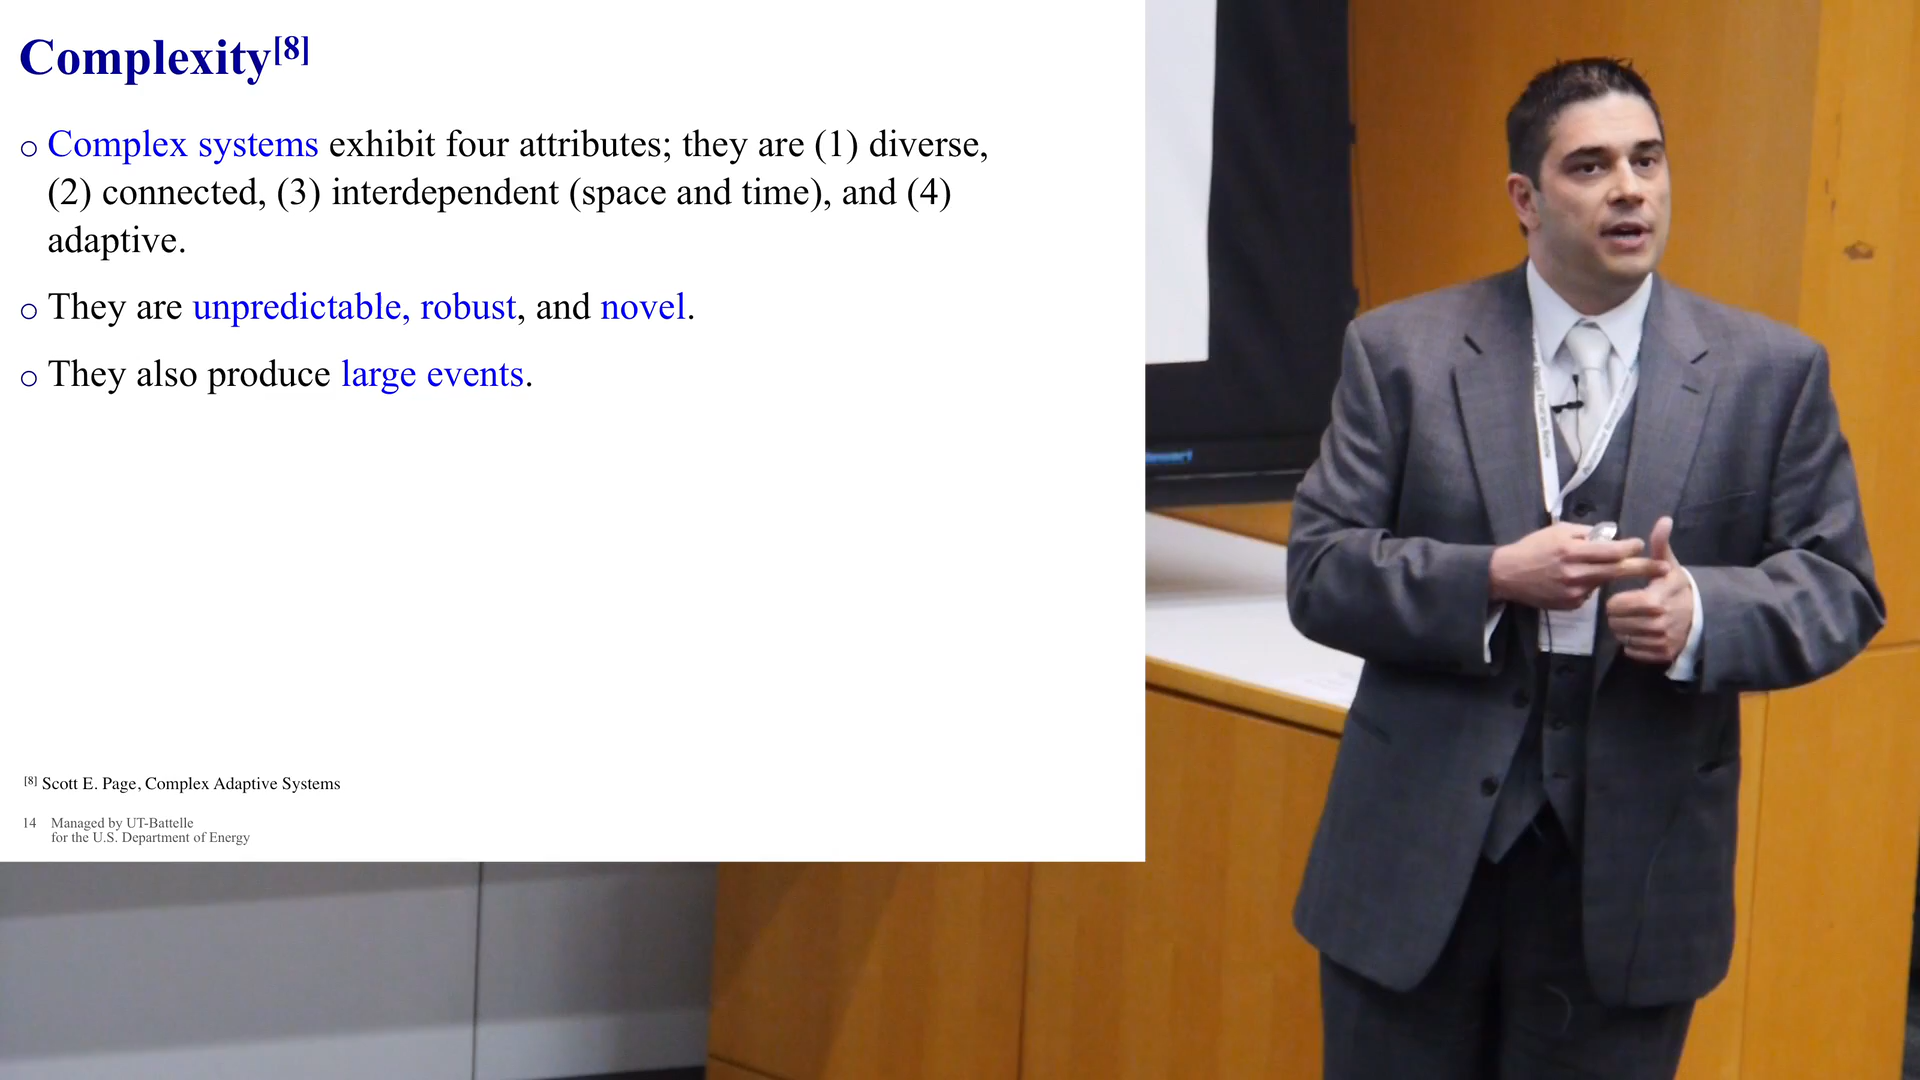 Complexity[8]
○ Complex systems exhibit four attributes; they are (1) diverse,
(2) connected, (3) interdependent (space and time), and (4)
adaptive.
○ They are unpredictable, robust, and novel.
○ They also produce large events.
[8] Scott E. Page, Complex Adaptive Systems
14 Managed by UT-Battelle
for the U.S. Department of Energy